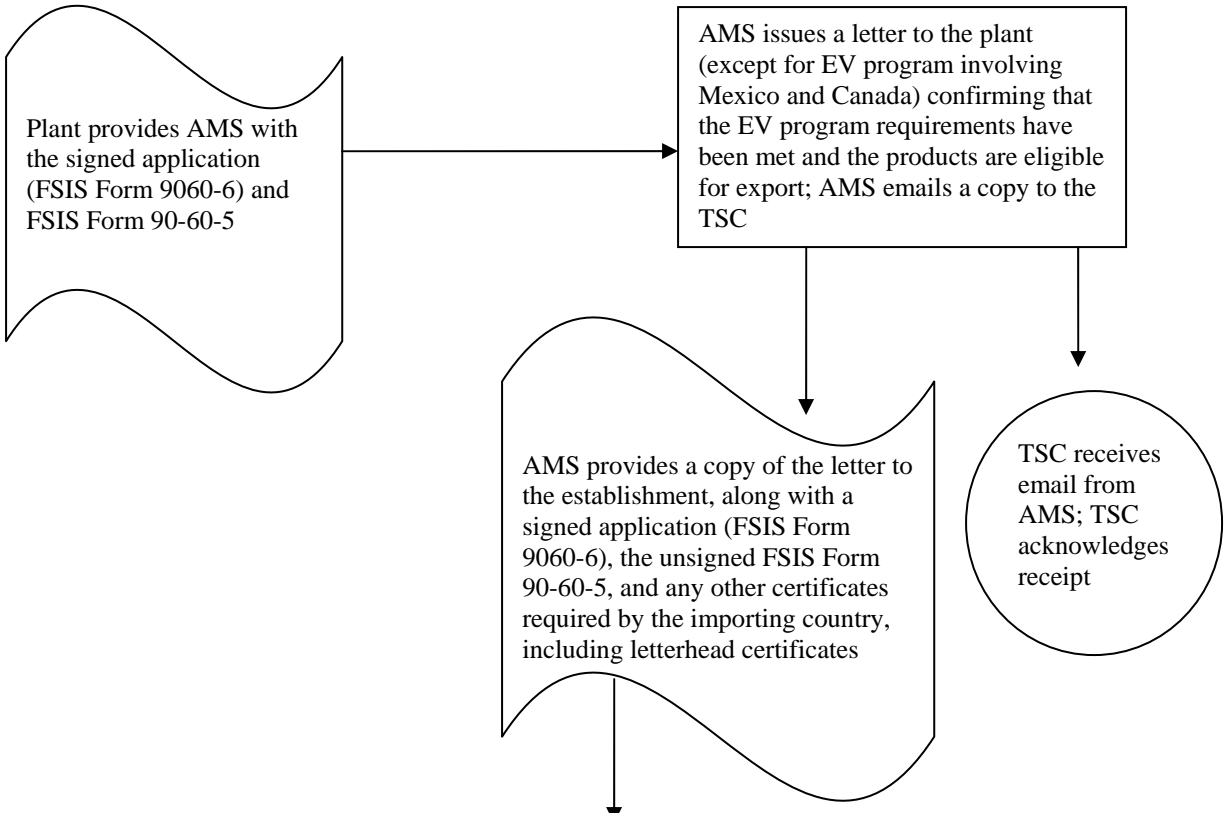 Plant provides AMS with
the signed application
(FSIS Form 9060-6) and
FSIS Form 90-60-5
AMS issues a letter to the plant
(except for EV program involving
Mexico and Canada) confirming that
the EV program requirements have
been met and the products are eligible
for export; AMS emails a copy to the
TSC
AMS provides a copy of the letter to
the establishment, along with a
signed application (FSIS Form
9060-6), the unsigned FSIS Form
90-60-5, and any other certificates
required by the importing country,
including letterhead certificates
TSC receives
email from
AMS; TSC
acknowledges
receipt